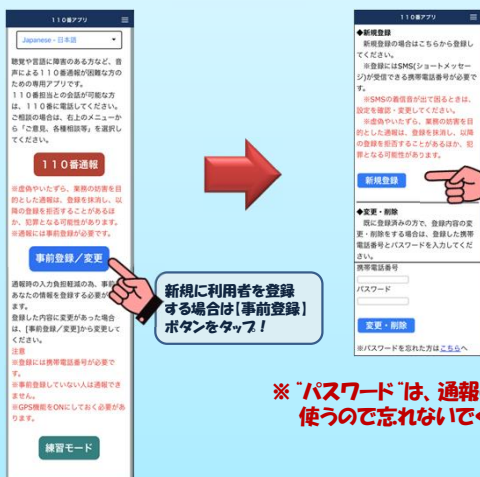 110番アプリ
Japanese - 日本語
聴覚や言語に障害のある方など、音
声による110番通報が困難な方の
ための専用アプリです。
110番担当との会話が可能な方
は、110番に電話してください。
ご相談の場合は、右上のメニューか
ら「ご意見、各種相談等」を選択し
てください。
110番通報
※虚偽やいたずら、業務の妨害を目
的とした通報は、登録を抹消し、以
降の登録を拒否することがあるほ
か、犯罪となる可能性があります。
※通報には事前登録が必要です。
事前登録/変更
通報時の入力負担軽減の為、事前
あなたの情報を登録する必要が
ます。
登録した内容に変更があった場合
は、[事前登録/変更]から変更して
ください。
注意
※登録には携帯電話番号が必要で
す。
※事前登録していない人は通報でき
ません。
※GPS機能をONにしておく必要があ
ります。
練習モード
新規に利用者を登録
する場合は【事前登録】
ボタンをタップ！
110番アプリ
◆新規登録
新規登録の場合はこちらから登録し
てください。
※登録にはSMS(ショートメッセー
ジ)が受信できる携帯電話番号が必要で
す。
※SMSの着信音が出て困るときは、
設定を確認・変更してください。
※虚偽やいたずら、業務の妨害を目
的とした通報は、登録を抹消し、以降
の登録を拒否することがあるほか、犯
罪となる可能性があります。
新規登録
◆変更・削除
既に登録済みの方で、登録内容の変
更・削除をする場合は、登録した携帯
電話番号とパスワードを入力してくだ
さい。
携帯電話番号
パスワード
変更・削除
※パスワードを忘れた方はこちらへ
※“パスワード“は、通報
使うので忘れないで